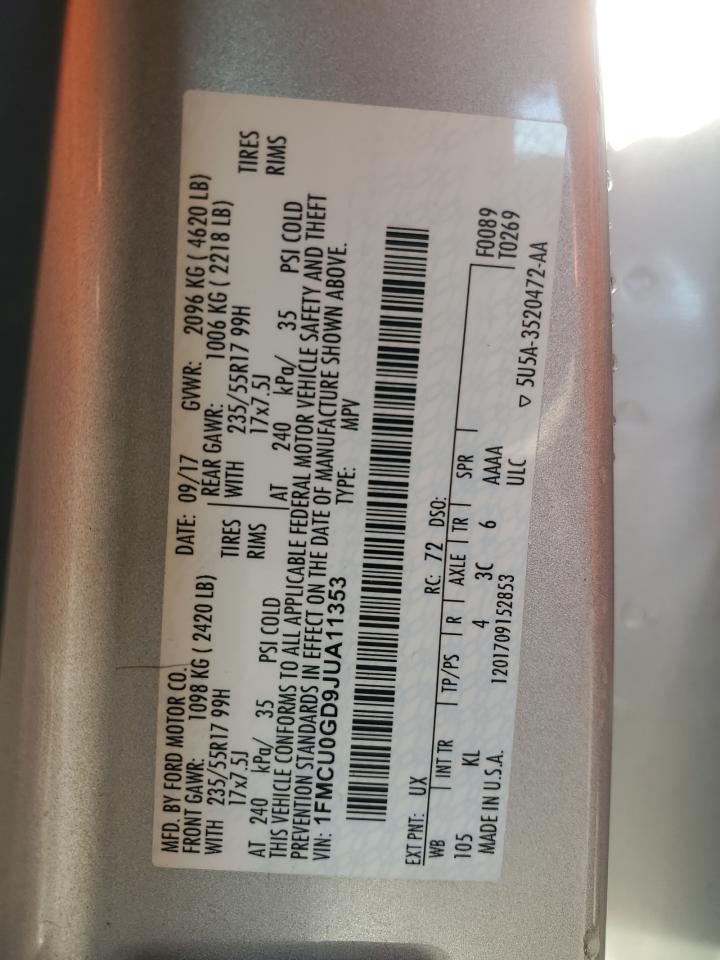 MFD. BY FORD MOTOR CO.
DATE: 09/17 GVWR: 2096 KG ( 4620 LB)
FRONT GAWR: 1098 KG ( 2420 LB) REAR GAWR: 1006 KG ( 2218 LB)
WITH 235/55R17 99H TIRES WITH 235/55R17 99H TIRES
17x7.5J RIMS 17x7.5J RIMS
AT 240 kPa/ 35 PSI COLD AT 240 kPa/ 35 PSI COLD
THIS VEHICLE CONFORMS TO ALL APPLICABLE FEDERAL MOTOR VEHICLE SAFETY AND THEFT
PREVENTION STANDARDS IN EFFECT ON THE DATE OF MANUFACTURE SHOWN ABOVE.
VIN: 1FMCU0GD9JUA11353 TYPE: MPV
EXT PNT: UX RC: 72 DSO:
WB INT TR TP/PS R AXLE TR SPR F0089
105 KL 4 3C 6 AAAA T0269
MADE IN U.S.A. 1201709152853 ULC ▽ 5U5A-3520472-AA